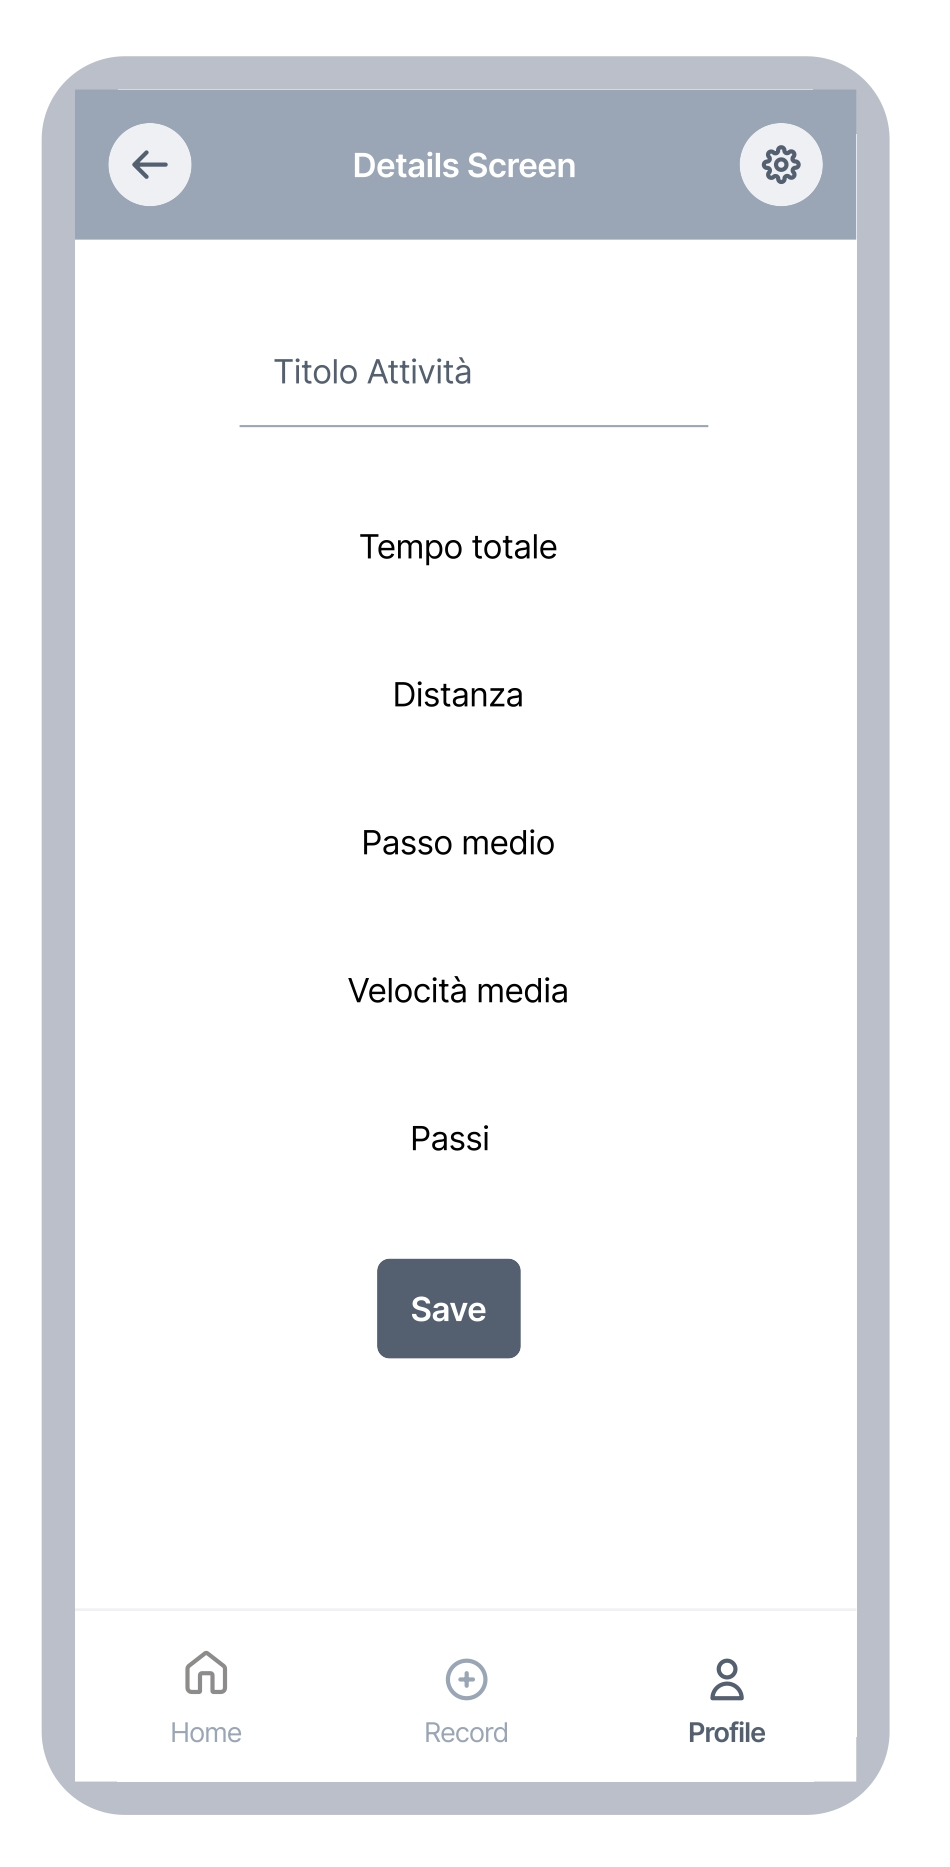 Details Screen
Titolo Attività
Tempo totale
Distanza
Passo medio
Velocità media
Passi
Save
Home
Record
Profile